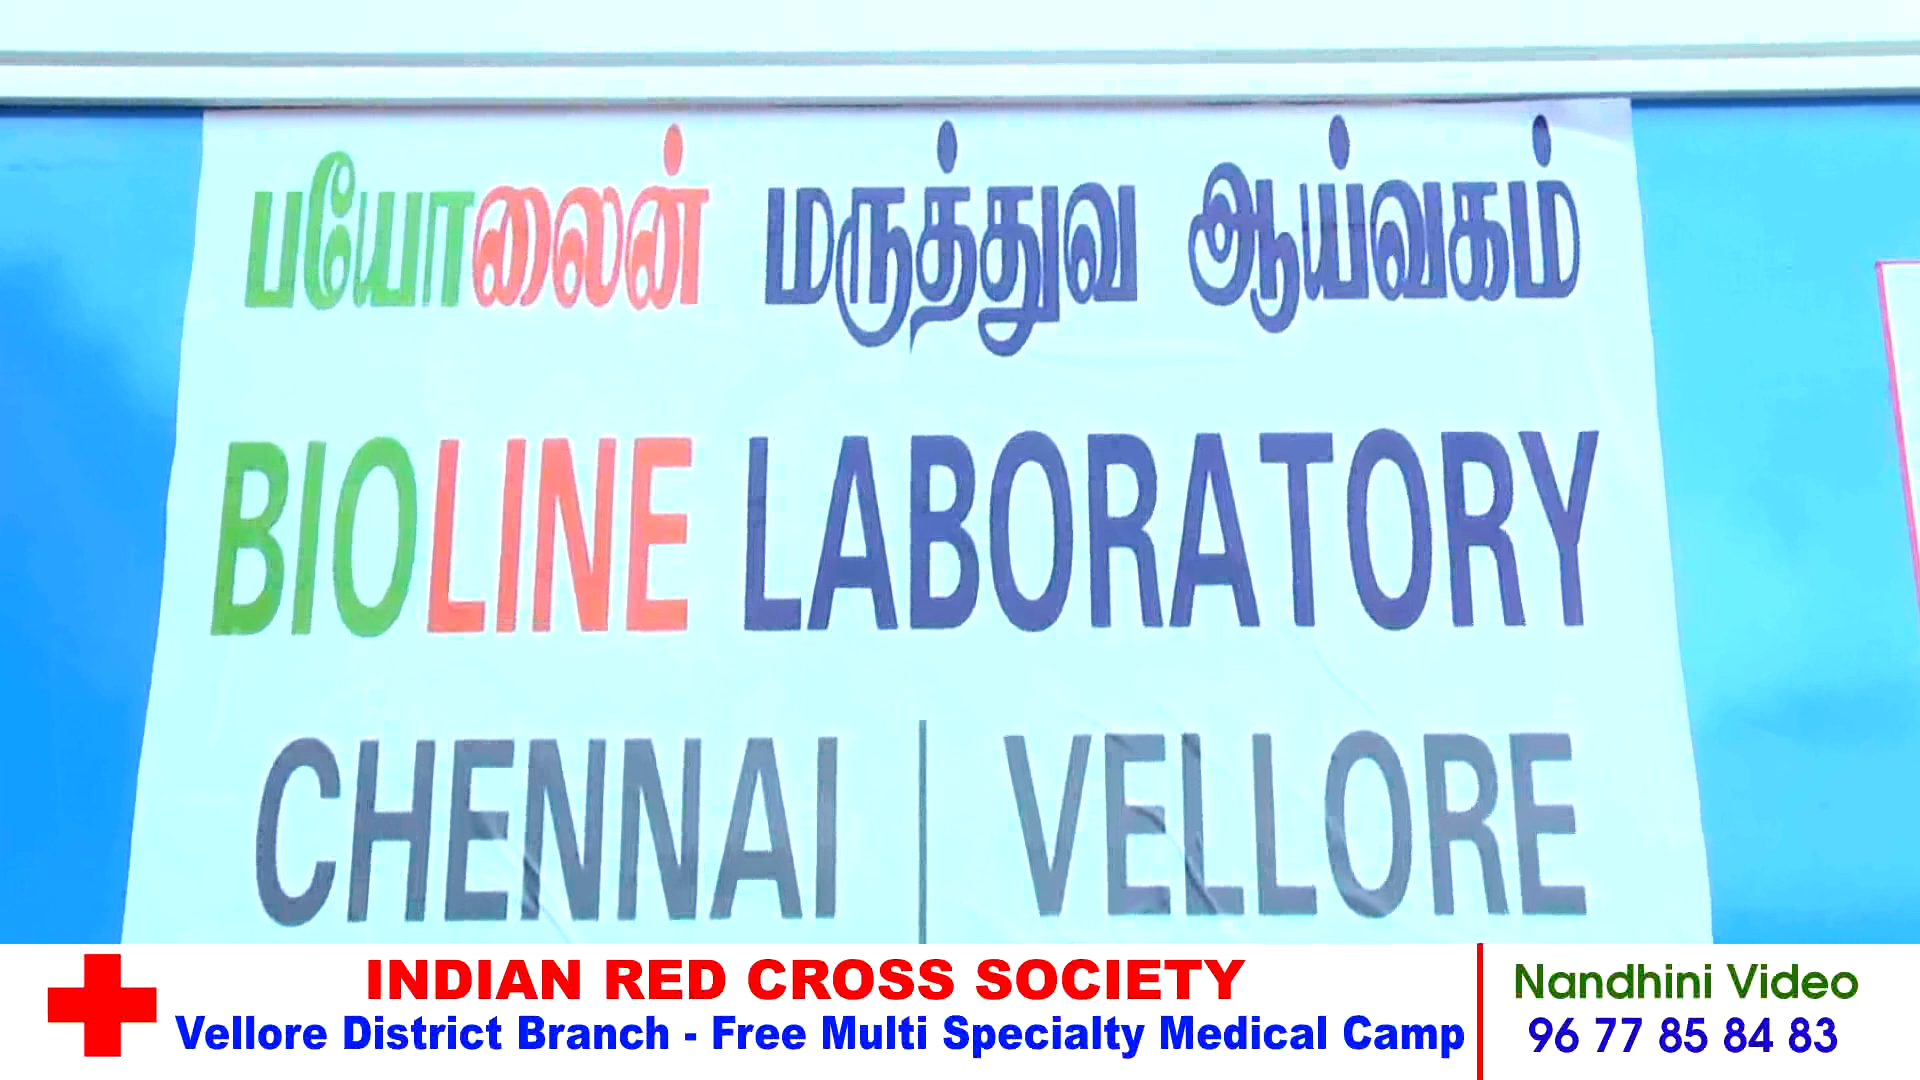 பயோலைன் மருத்துவ ஆய்வகம்
BIOLINE LABORATORY
CHENNAI | VELLORE
INDIAN RED CROSS SOCIETY
Vellore District Branch - Free Multi Specialty Medical Camp
Nandhini Video
96 77 85 84 83